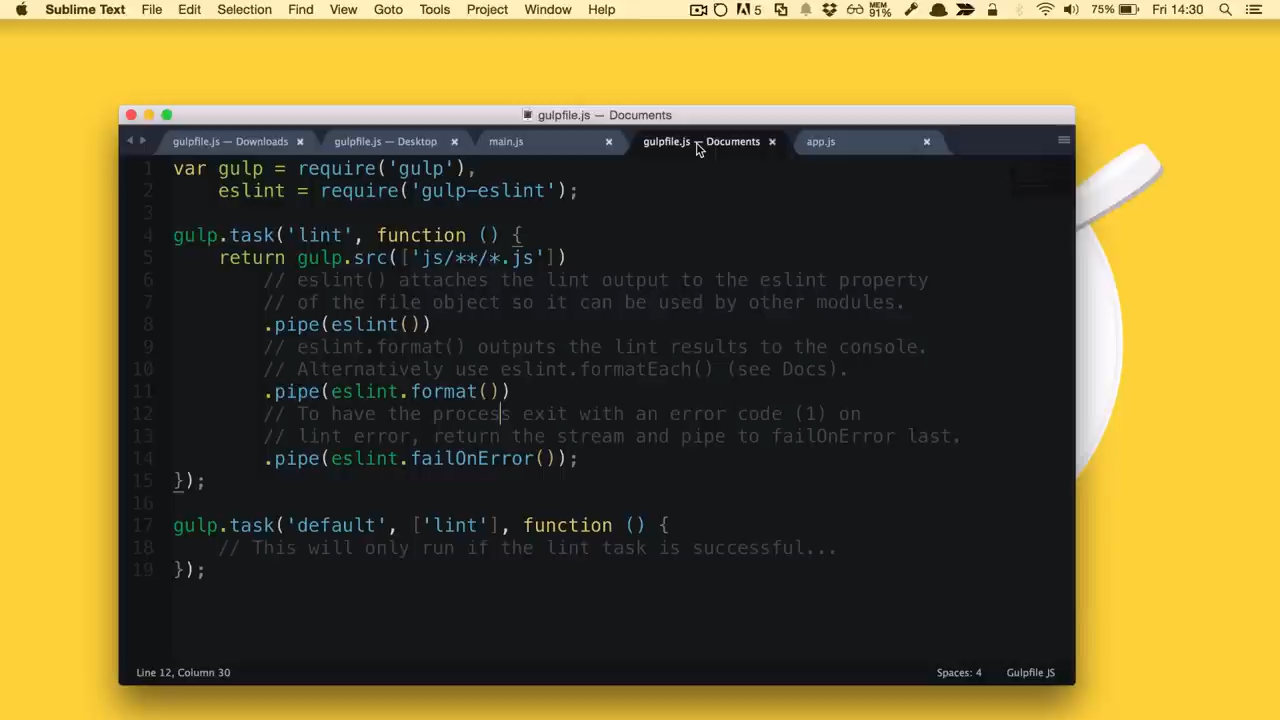 Sublime Text File Edit Selection Find View Goto Tools Project Window Help 5 MEM 91% 75% Fri 14:30
gulpfile.js — Documents
gulpfile.js — Downloads gulpfile.js — Desktop main.js gulpfile.js — Documents app.js
1 var gulp = require('gulp'),
2 eslint = require('gulp-eslint');
3
4 gulp.task('lint', function () {
5 return gulp.src(['js/**/*.js'])
6 // eslint() attaches the lint output to the eslint property
7 // of the file object so it can be used by other modules.
8 .pipe(eslint())
9 // eslint.format() outputs the lint results to the console.
10 // Alternatively use eslint.formatEach() (see Docs).
11 .pipe(eslint.format())
12 // To have the process exit with an error code (1) on
13 // lint error, return the stream and pipe to failOnError last.
14 .pipe(eslint.failOnError());
15 });
16
17 gulp.task('default', ['lint'], function () {
18 // This will only run if the lint task is successful...
19 });
Line 12, Column 30 Spaces: 4 Gulpfile JS